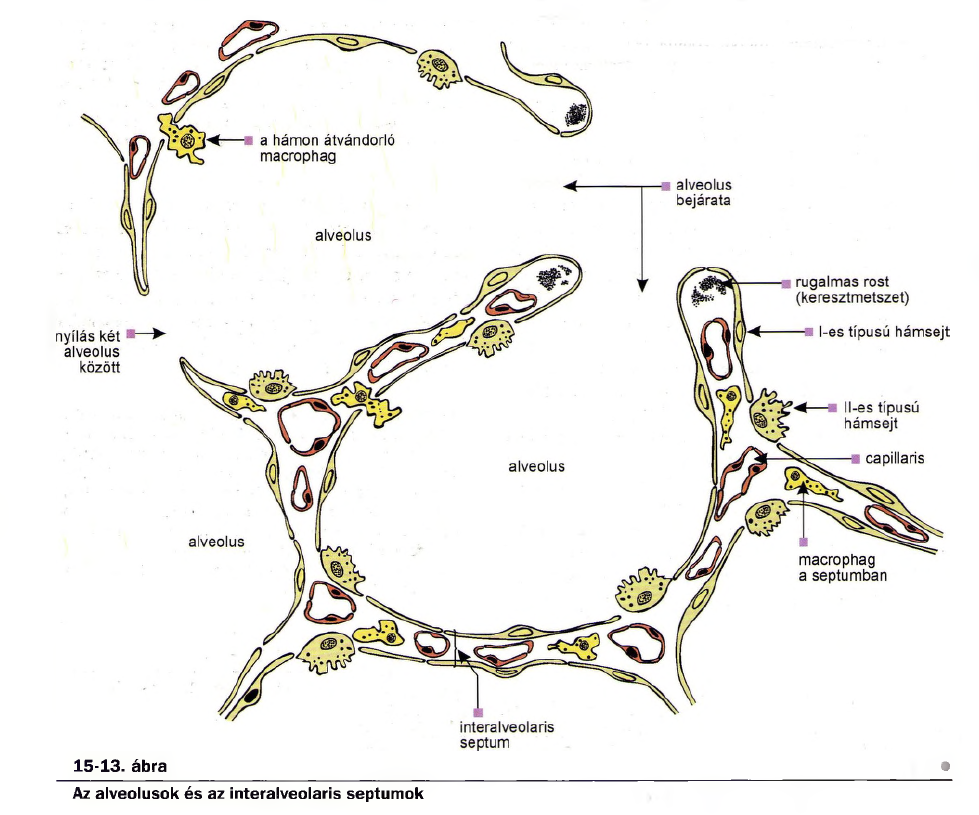 a hámon átvándorló
macrophag
alveolus
bejárata
alveolus
rugalmas rost
(keresztmetszet)
nyílás két
alveolus
között
I-es típusú hámsejt
II-es típusú
hámsejt
capillaris
alveolus
alveolus
macrophag
a septumban
interalveolaris
septum
15-13. ábra
Az alveolusok és az interalveolaris septumok